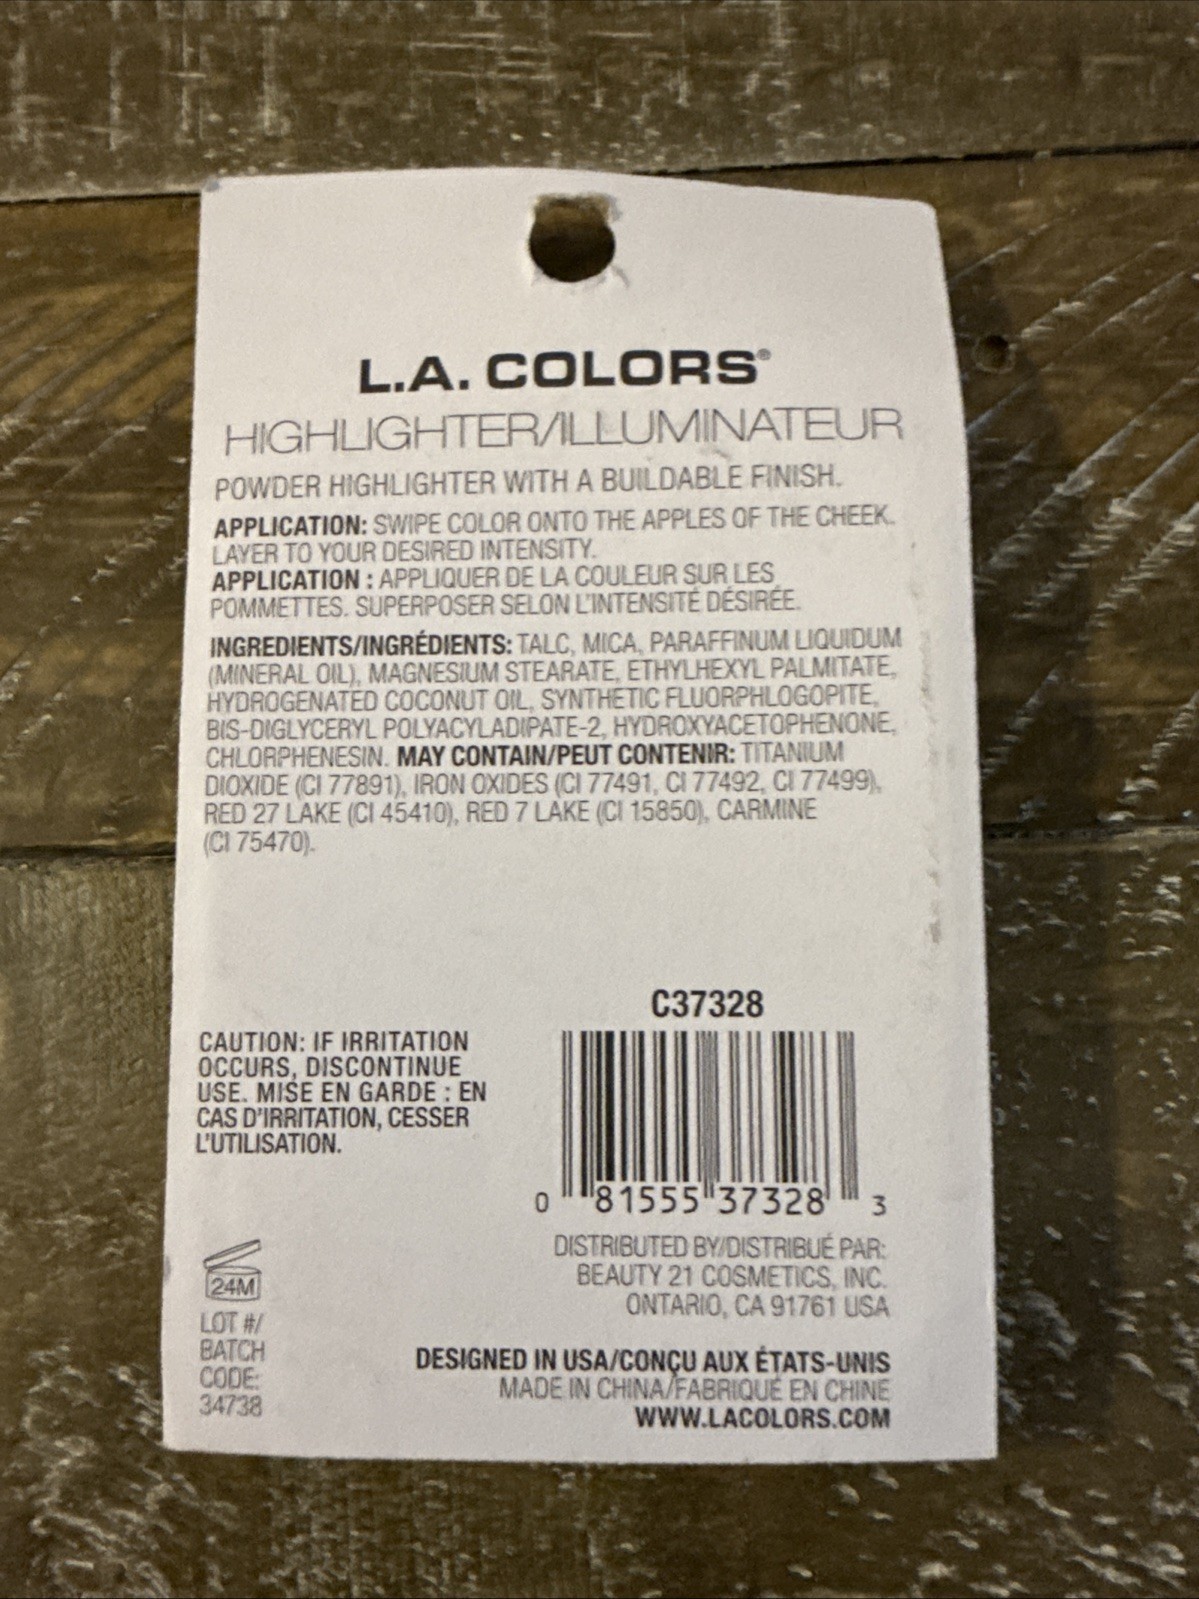 L.A. COLORS®
HIGHLIGHTER/ILLUMINATEUR
POWDER HIGHLIGHTER WITH A BUILDABLE FINISH.
APPLICATION: SWIPE COLOR ONTO THE APPLES OF THE CHEEK.
LAYER TO YOUR DESIRED INTENSITY.
APPLICATION : APPLIQUER DE LA COULEUR SUR LES
POMMETTES. SUPERPOSER SELON L'INTENSITÉ DÉSIRÉE.
INGREDIENTS/INGRÉDIENTS: TALC, MICA, PARAFFINUM LIQUIDUM
(MINERAL OIL), MAGNESIUM STEARATE, ETHYLHEXYL PALMITATE,
HYDROGENATED COCONUT OIL, SYNTHETIC FLUORPHLOGOPITE,
BIS-DIGLYCERYL POLYACYLADIPATE-2, HYDROXYACETOPHENONE,
CHLORPHENESIN. MAY CONTAIN/PEUT CONTENIR: TITANIUM
DIOXIDE (CI 77891), IRON OXIDES (CI 77491, CI 77492, CI 77499),
RED 27 LAKE (CI 45410), RED 7 LAKE (CI 15850), CARMINE
(CI 75470).
C37328
CAUTION: IF IRRITATION
OCCURS, DISCONTINUE
USE. MISE EN GARDE : EN
CAS D'IRRITATION, CESSER
L'UTILISATION.
0 81555 37328 3
DISTRIBUTED BY/DISTRIBUÉ PAR:
BEAUTY 21 COSMETICS, INC.
ONTARIO, CA 91761 USA
24M
LOT #/
BATCH
CODE:
34738
DESIGNED IN USA/CONÇU AUX ÉTATS-UNIS
MADE IN CHINA/FABRIQUÉ EN CHINE
WWW.LACOLORS.COM